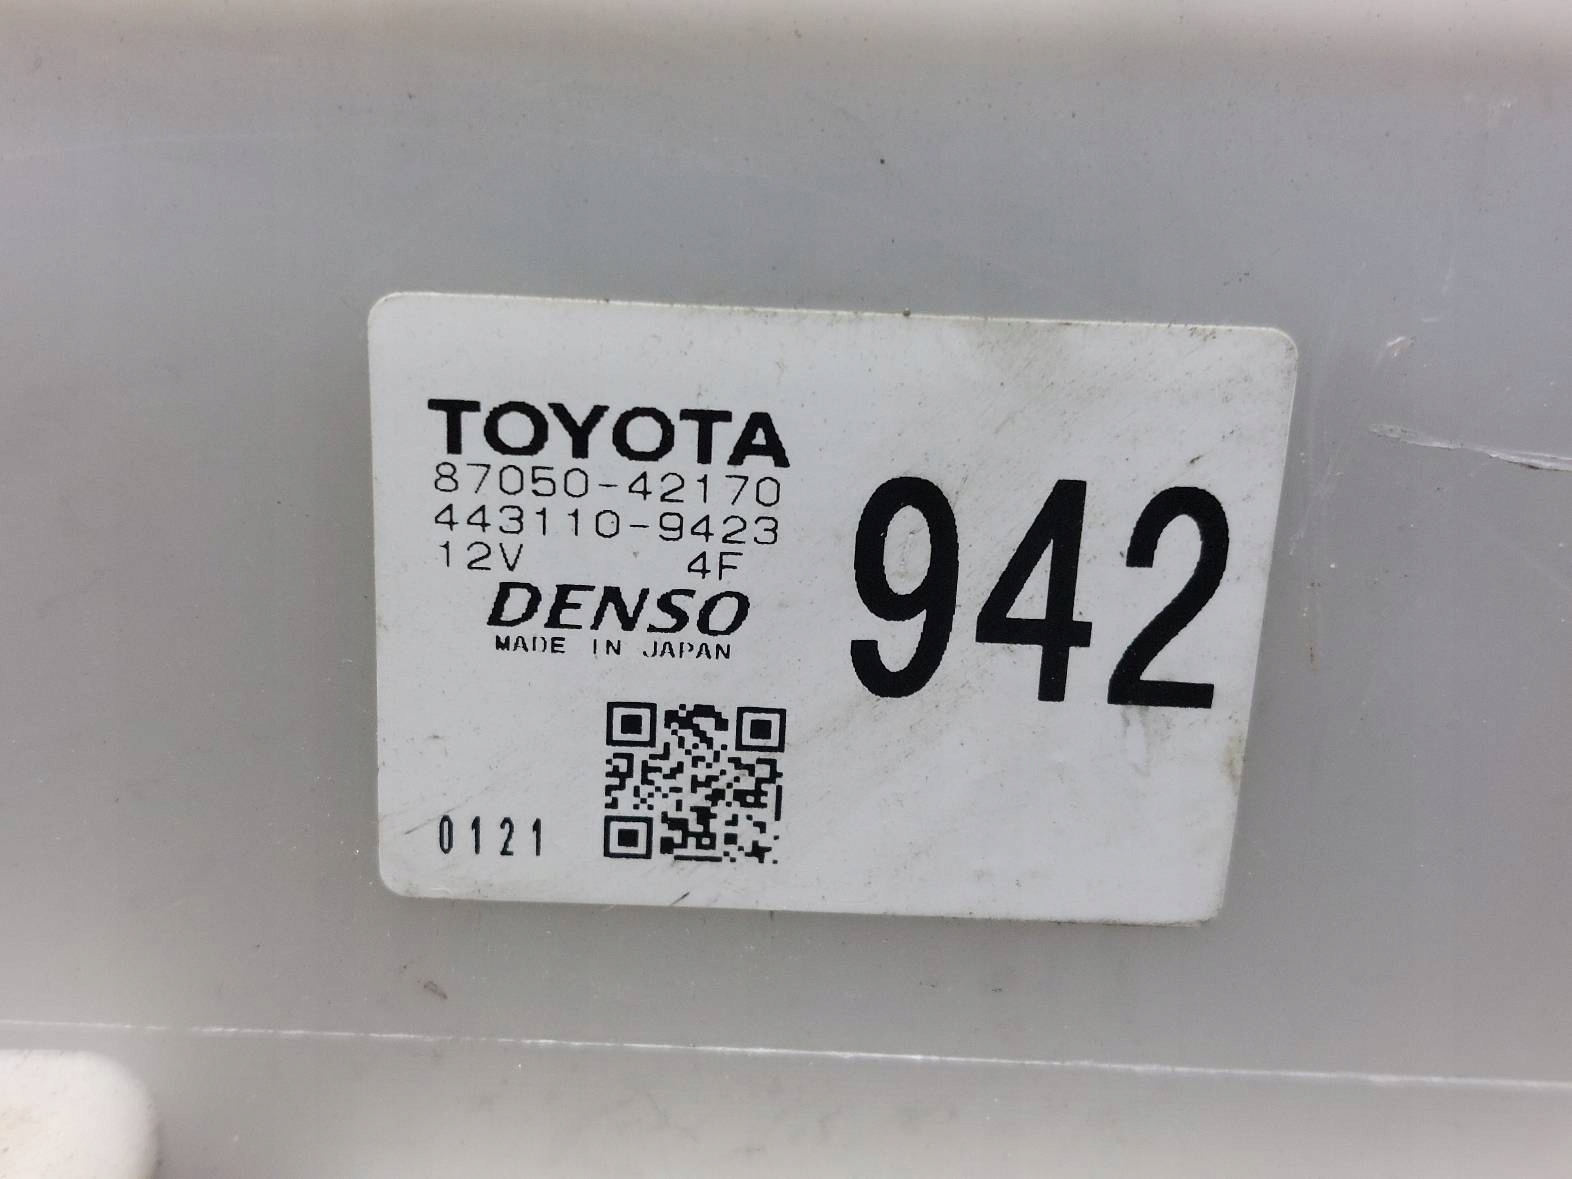 TOYOTA
87050-42170
443110-9423
12V 4F
DENSO
MADE IN JAPAN
942
0121